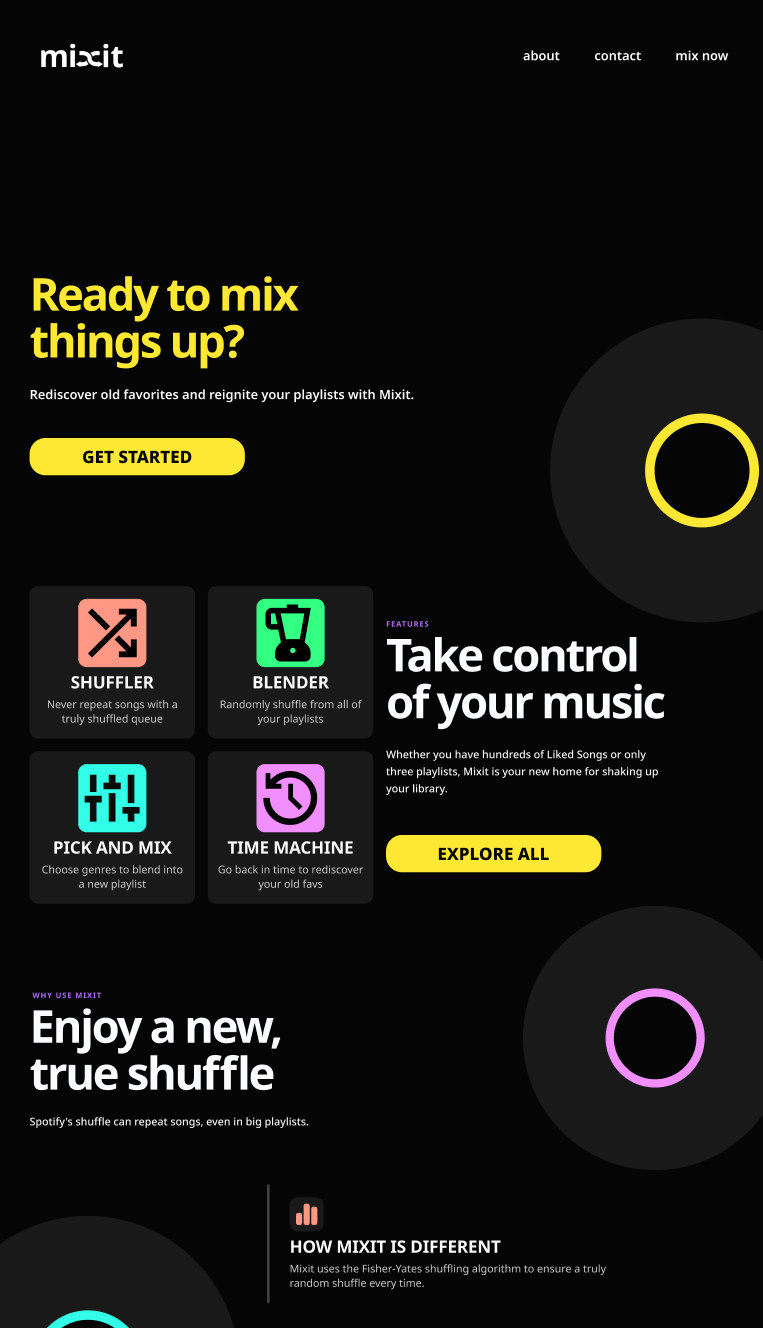 mixit
about
contact
mix now
Ready to mix
things up?
Rediscover old favorites and reignite your playlists with Mixit.
GET STARTED
SHUFFLER
Never repeat songs with a
truly shuffled queue
BLENDER
Randomly shuffle from all of
your playlists
PICK AND MIX
Choose genres to blend into
a new playlist
TIME MACHINE
Go back in time to rediscover
your old favs
FEATURES
Take control
of your music
Whether you have hundreds of Liked Songs or only
three playlists, Mixit is your new home for shaking up
your library.
EXPLORE ALL
WHY USE MIXIT
Enjoy a new,
true shuffle
Spotify's shuffle can repeat songs, even in big playlists.
HOW MIXIT IS DIFFERENT
Mixit uses the Fisher-Yates shuffling algorithm to ensure a truly
random shuffle every time.